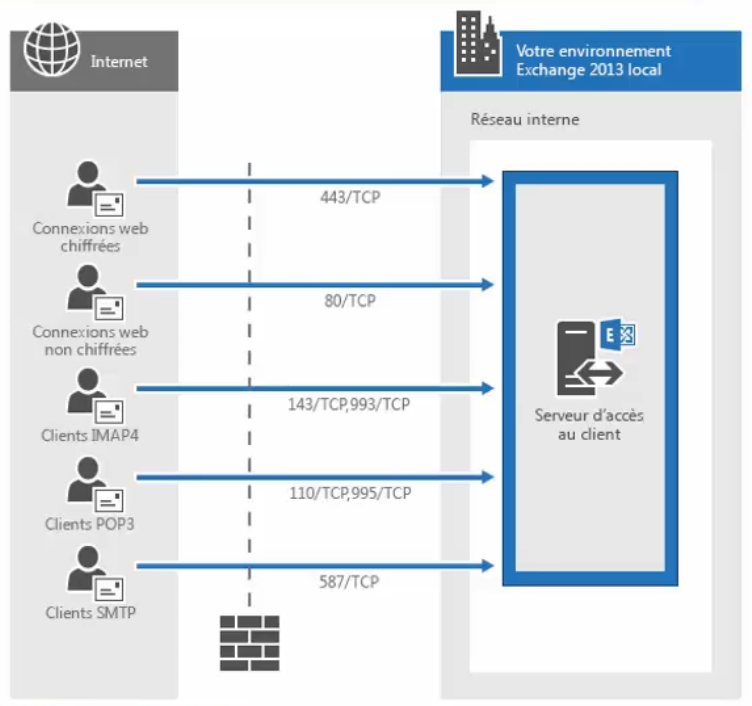 Internet
Votre environnement
Exchange 2013 local
Réseau interne
443/TCP
Connexions web
chiffrées
80/TCP
Connexions web
non chiffrées
143/TCP,993/TCP
Clients IMAP4
110/TCP,995/TCP
Clients POP3
587/TCP
Clients SMTP
E
Serveur d'accès
au client